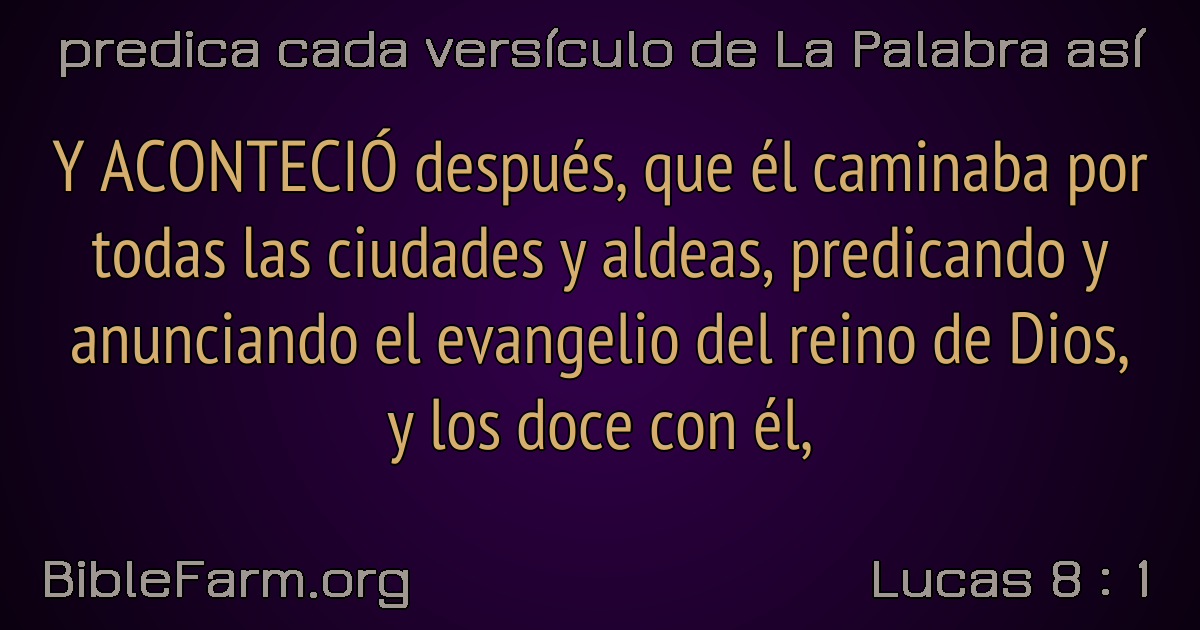 predica cada versículo de La Palabra así
Y ACONTECIÓ después, que él caminaba por
todas las ciudades y aldeas, predicando y
anunciando el evangelio del reino de Dios,
y los doce con él,
BibleFarm.org
Lucas 8 : 1